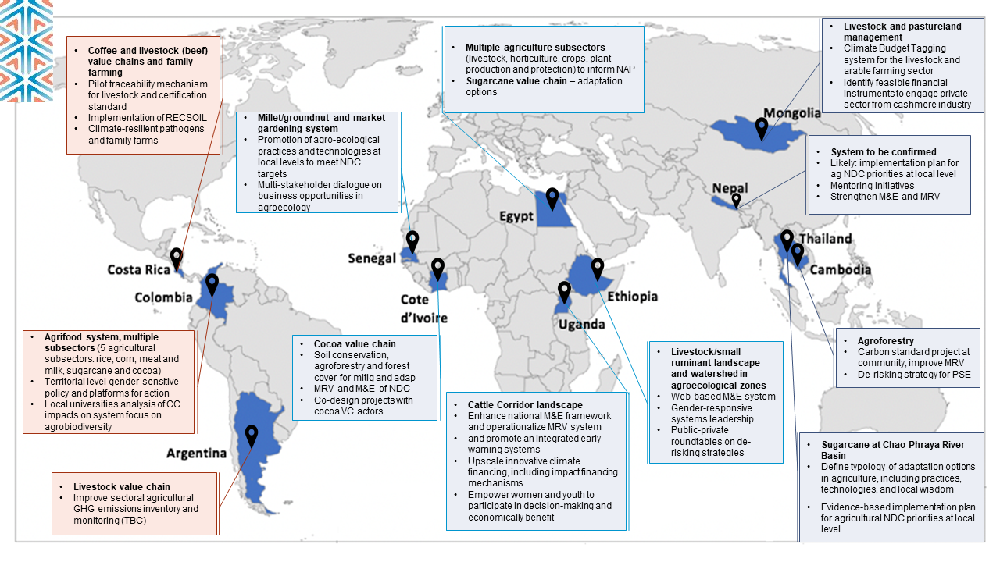 • Coffee and livestock (beef)
value chains and family
farming
• Pilot traceability mechanism
for livestock and certification
standard
• Implementation of RECSOIL
• Climate-resilient pathogens
and family farms
• Millet/groundnut and market
gardening system
• Promotion of agro-ecological
practices and technologies at
local levels to meet NDC
targets
• Multi-stakeholder dialogue on
business opportunities in
agroecology
• Multiple agriculture subsectors
(livestock, horticulture, crops, plant
production and protection) to inform NAP
• Sugarcane value chain – adaptation
options
• Livestock and pastureland
management
• Climate Budget Tagging
system for the livestock and
arable farming sector
• identify feasible financial
instruments to engage private
sector from cashmere industry
Mongolia
• System to be confirmed
• Likely: implementation plan for
ag NDC priorities at local level
• Mentoring initiatives
• Strengthen M&E and MRV
Nepal
Egypt
Thailand
Cambodia
Senegal
Costa Rica
Colombia
Cote
d’Ivoire
Ethiopia
Uganda
• Agrifood system, multiple
subsectors (5 agricultural
subsectors: rice, corn, meat and
milk, sugarcane and cocoa)
• Territorial level gender-sensitive
policy and platforms for action
• Local universities analysis of CC
impacts on system focus on
agrobiodiversity
• Cocoa value chain
• Soil conservation,
agroforestry and forest
cover for mitig and adap
• MRV and M&E of NDC
• Co-design projects with
cocoa VC actors
• Livestock/small
ruminant landscape
and watershed in
agroecological zones
• Web-based M&E system
• Gender-responsive
systems leadership
• Public-private
roundtables on de-
risking strategies
• Agroforestry
• Carbon standard project at
community, improve MRV
• De-risking strategy for PSE
• Cattle Corridor landscape
• Enhance national M&E framework
and operationalize MRV system
• and promote an integrated early
warning systems
• Upscale innovative climate
financing, including impact financing
mechanisms
• Empower women and youth to
participate in decision-making and
economically benefit
Argentina
• Livestock value chain
• Improve sectoral agricultural
GHG emissions inventory and
monitoring (TBC)
• Sugarcane at Chao Phraya River
Basin
• Define typology of adaptation options
in agriculture, including practices,
technologies, and local wisdom
• Evidence-based implementation plan
for agricultural NDC priorities at local
level